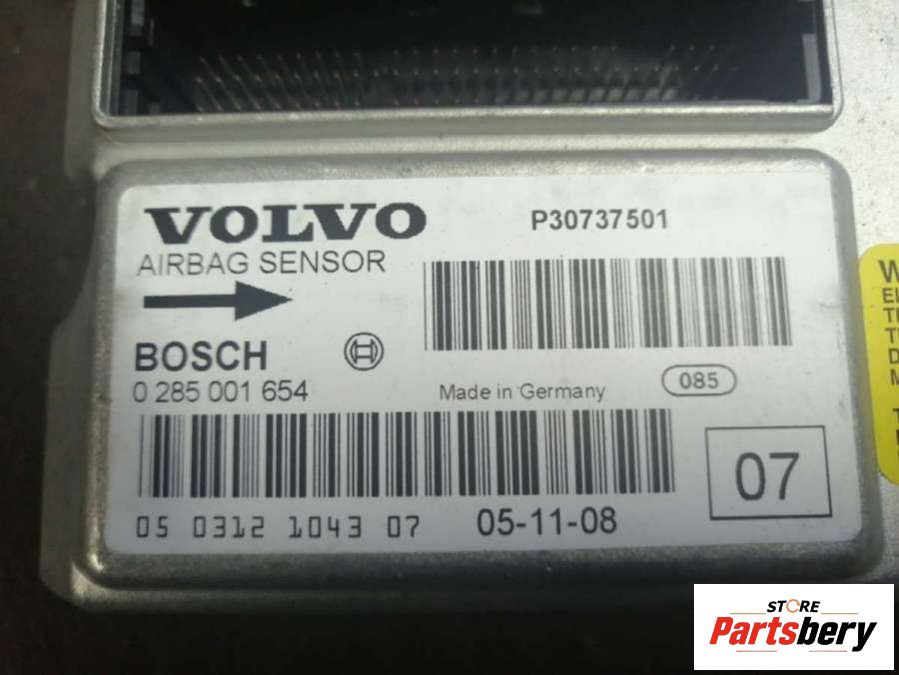 VOLVO
P30737501
AIRBAG SENSOR
BOSCH
0 285 001 654
Made in Germany
085
07
05 0312 1043 07
05-11-08
STORE
Partsbery